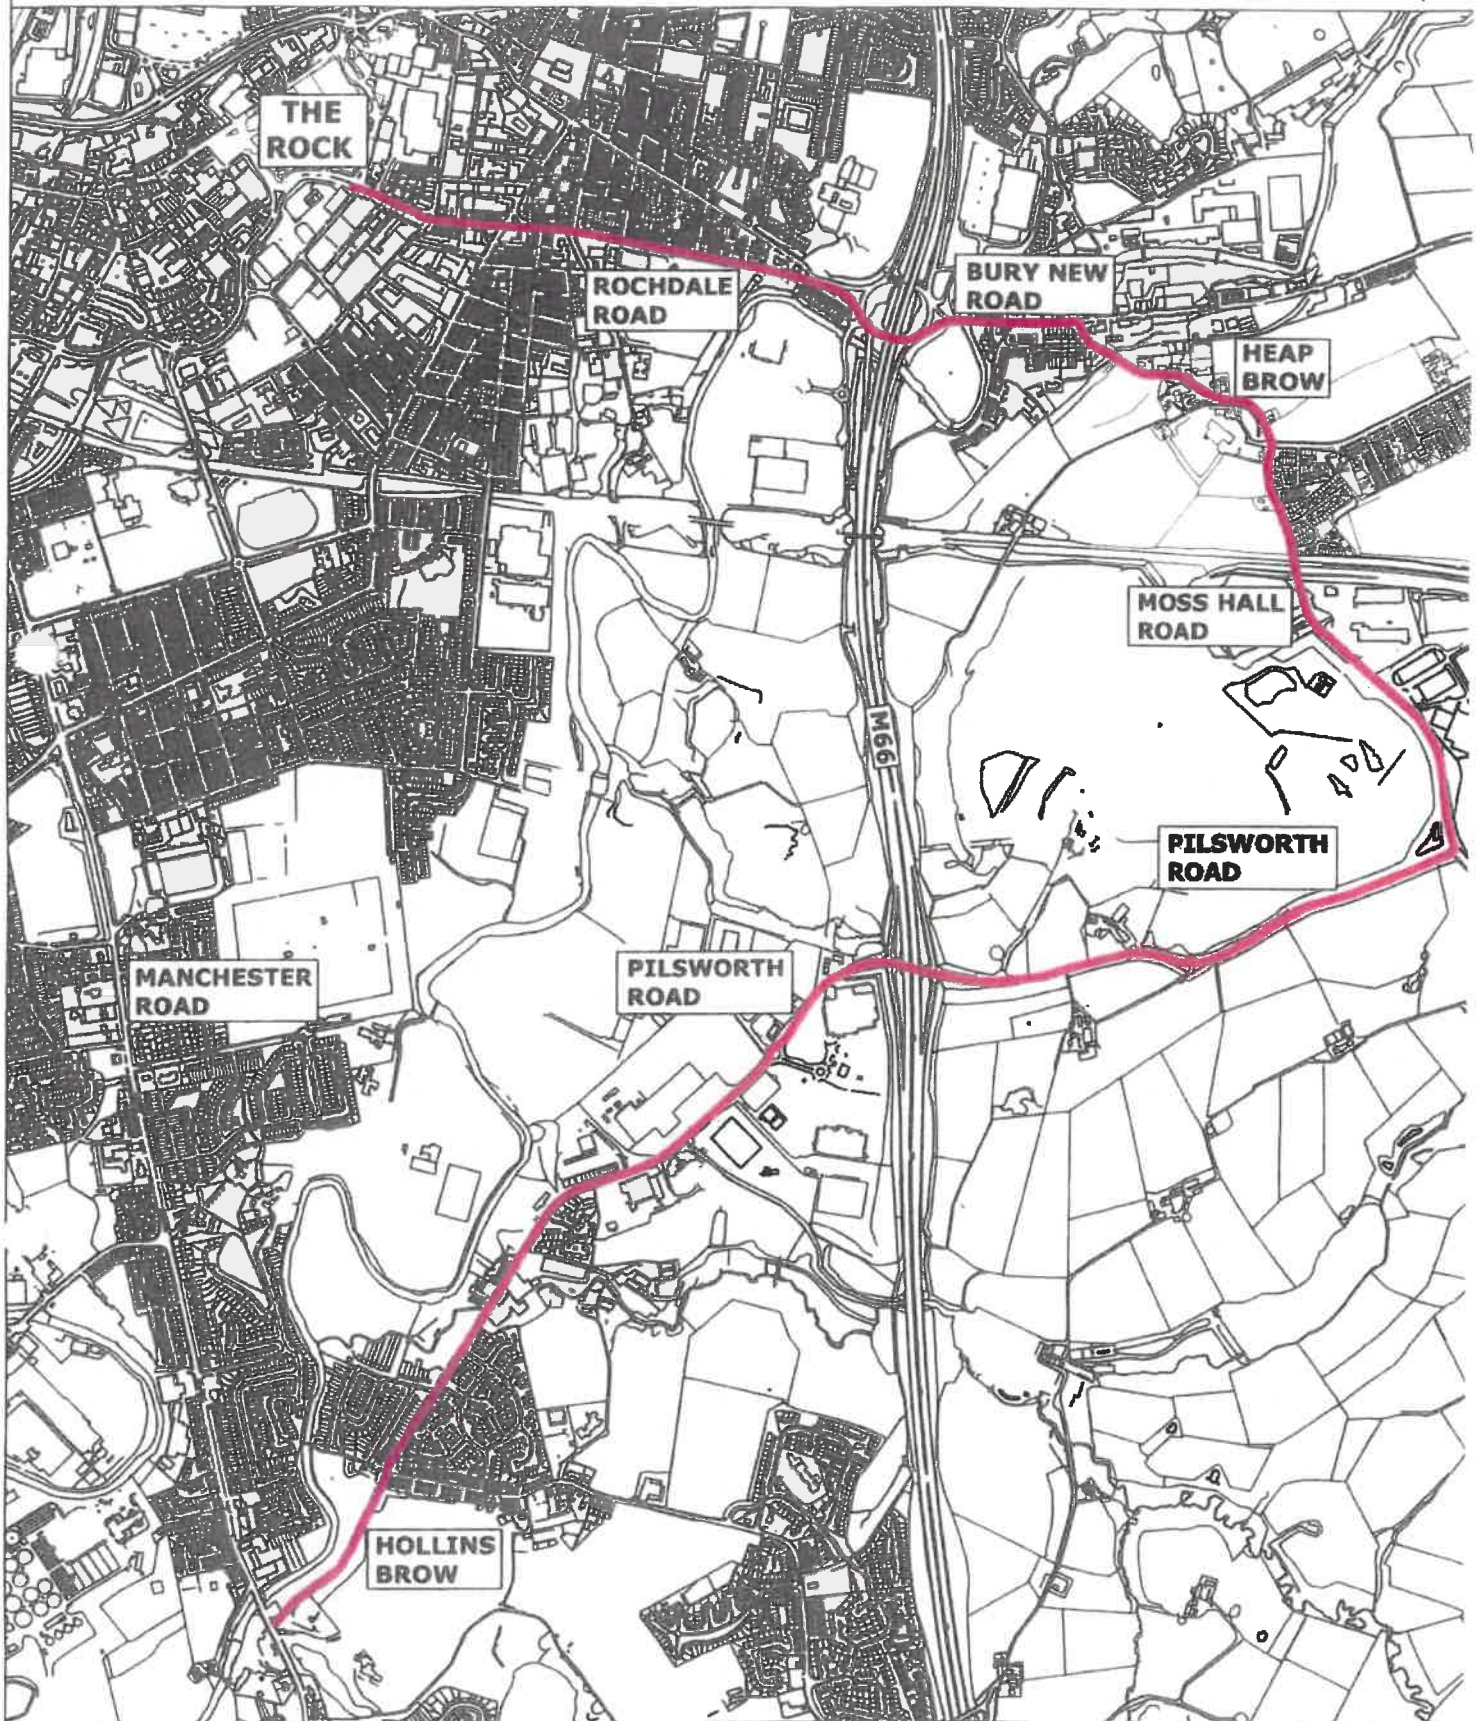 THE
ROCK
ROCHDALE
ROAD
BURY NEW
ROAD
HEAP
BROW
MOSS HALL
ROAD
M66
PILSWORTH
ROAD
PILSWORTH
ROAD
MANCHESTER
ROAD
HOLLINS
BROW